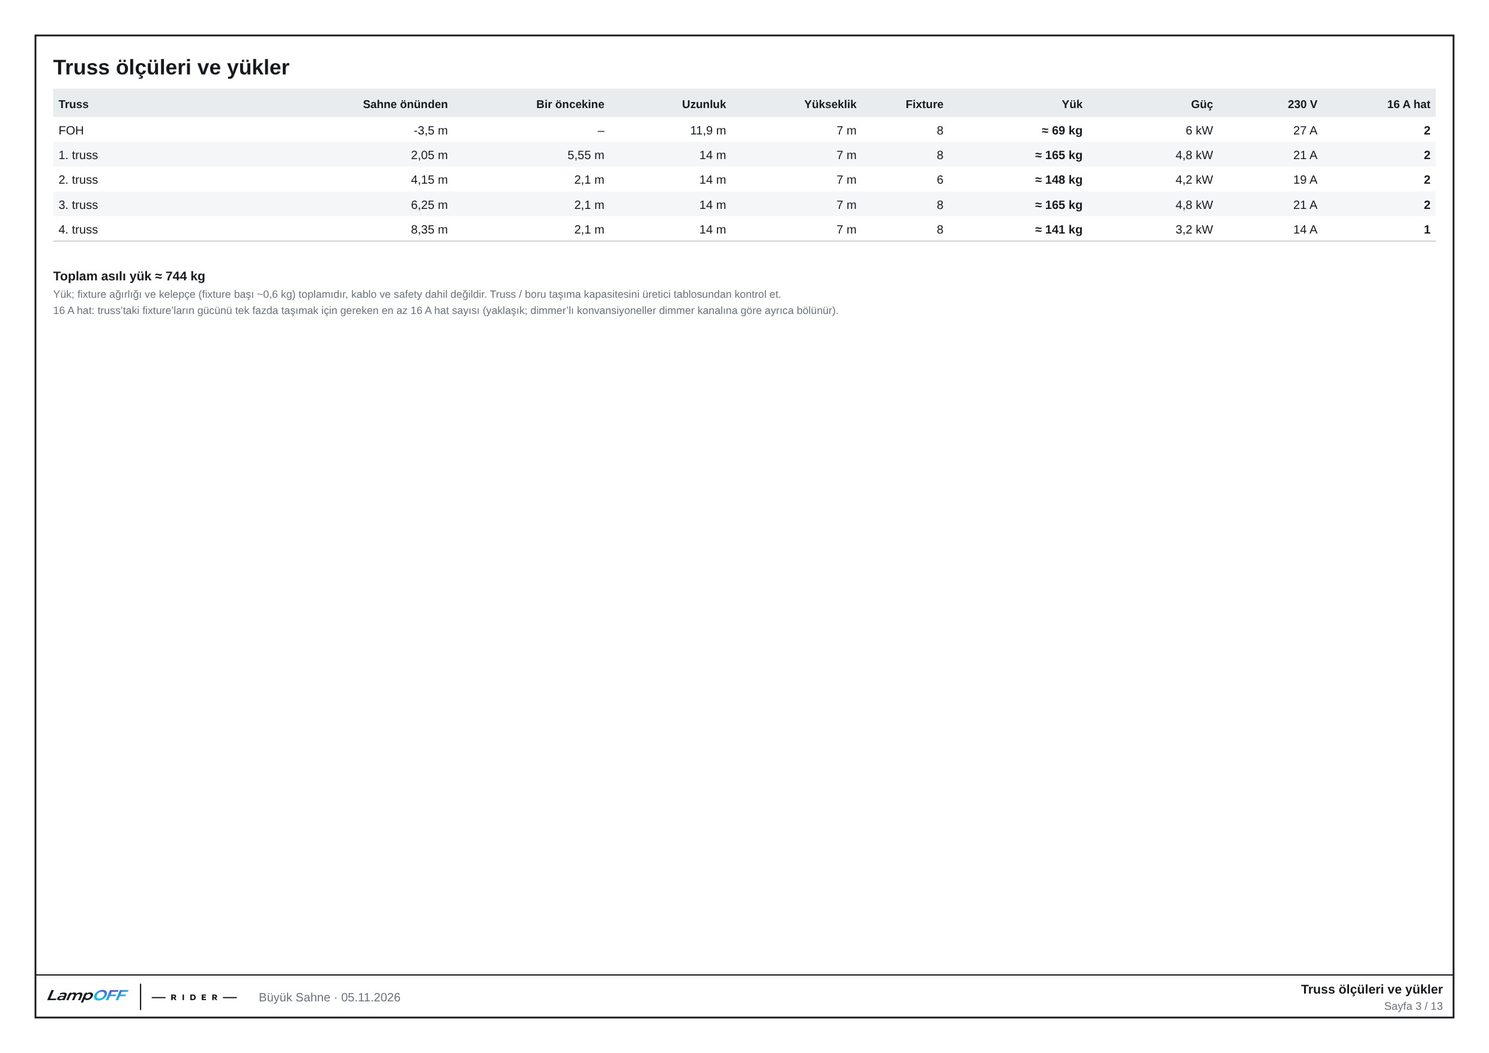 Truss ölçüleri ve yükler
Truss Sahne önünden Bir öncekine Uzunluk Yükseklik Fixture Yük Güç 230 V 16 A hat
FOH -3,5 m – 11,9 m 7 m 8 ≈ 69 kg 6 kW 27 A 2
1. truss 2,05 m 5,55 m 14 m 7 m 8 ≈ 165 kg 4,8 kW 21 A 2
2. truss 4,15 m 2,1 m 14 m 7 m 6 ≈ 148 kg 4,2 kW 19 A 2
3. truss 6,25 m 2,1 m 14 m 7 m 8 ≈ 165 kg 4,8 kW 21 A 2
4. truss 8,35 m 2,1 m 14 m 7 m 8 ≈ 141 kg 3,2 kW 14 A 1
Toplam asılı yük ≈ 744 kg
Yük; fixture ağırlığı ve kelepçe (fixture başı ~0,6 kg) toplamıdır, kablo ve safety dahil değildir. Truss / boru taşıma kapasitesini üretici tablosundan kontrol et.
16 A hat: truss'taki fixture'ların gücünü tek fazda taşımak için gereken en az 16 A hat sayısı (yaklaşık; dimmer'lı konvansiyoneller dimmer kanalına göre ayrıca bölünür).
LampOFF — RIDER — Büyük Sahne · 05.11.2026
Truss ölçüleri ve yükler
Sayfa 3 / 13